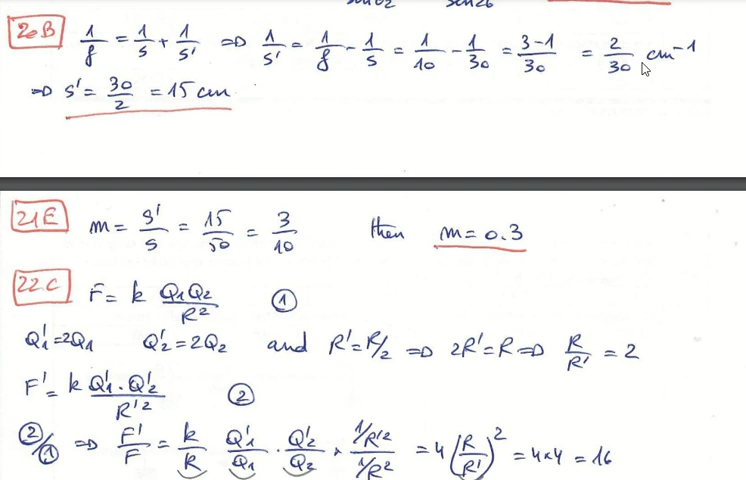 20B 1/f = 1/s + 1/s' => 1/s' = 1/f - 1/s = 1/10 - 1/30 = 3-1/30 = 2/30 cm⁻¹
=> s' = 30/2 = 15 cm
21E m = s'/s = 15/50 = 3/10 then m = 0.3
22.C F = k Q1Q2/R² ①
Q'1 = 2Q1 Q'2 = 2Q2 and R' = R/2 => 2R' = R => R/R' = 2
F' = k Q'1 . Q'2/R'² ②
②/① => F'/F = k/k Q'1/Q1 . Q'2/Q2 × 1/R'²/1/R² = 4 (R/R')² = 4×4 = 16